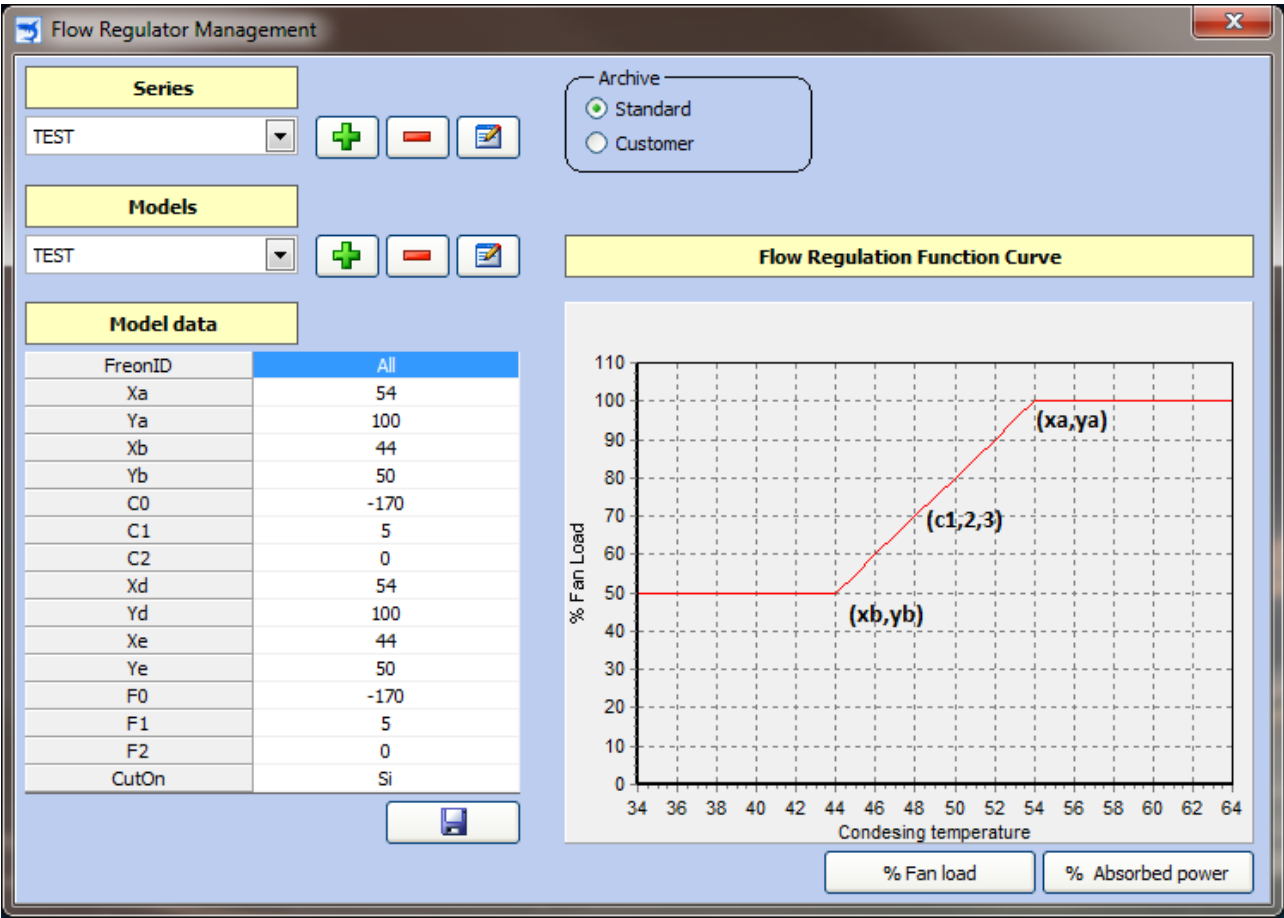 Flow Regulator Management
x
Series
TEST
Archive
Standard
Customer
Models
TEST
Flow Regulation Function Curve
Model data
FreonID All
Xa 54
Ya 100
Xb 44
Yb 50
C0 -170
C1 5
C2 0
Xd 54
Yd 100
Xe 44
Ye 50
F0 -170
F1 5
F2 0
CutOn Si
% Fan Load
110
100
90
80
70
60
50
40
30
20
10
0
(xa,ya)
(c1,2,3)
(xb,yb)
34 36 38 40 42 44 46 48 50 52 54 56 58 60 62 64
Condesing temperature
% Fan load
% Absorbed power